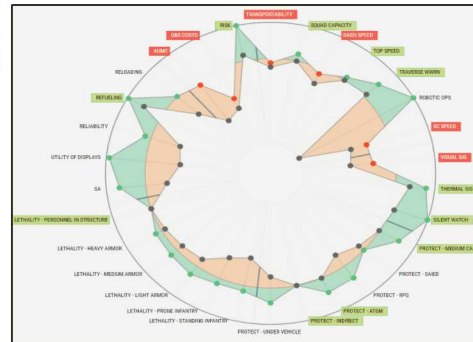 TRANSPORTABILITY
RISK
SQUAD CAPACITY
O&S COSTS
DASH SPEED
AUMC
TOP SPEED
RELOADING
TRAVERSE WARN
REFUELING
ROBOTIC OPS
RELIABILITY
XC SPEED
UTILITY OF DISPLAYS
VISUAL SIG
SA
THERMAL SIG
LETHALITY - PERSONNEL IN STRUCTURE
SILENT WATCH
LETHALITY - HEAVY ARMOR
PROTECT - MEDIUM CA
LETHALITY - MEDIUM ARMOR
PROTECT - SAIED
LETHALITY - LIGHT ARMOR
PROTECT - RPG
LETHALITY - PRONE INFANTRY
PROTECT - ATGM
LETHALITY - STANDING INFANTRY
PROTECT - INDIRECT
PROTECT - UNDER VEHICLE